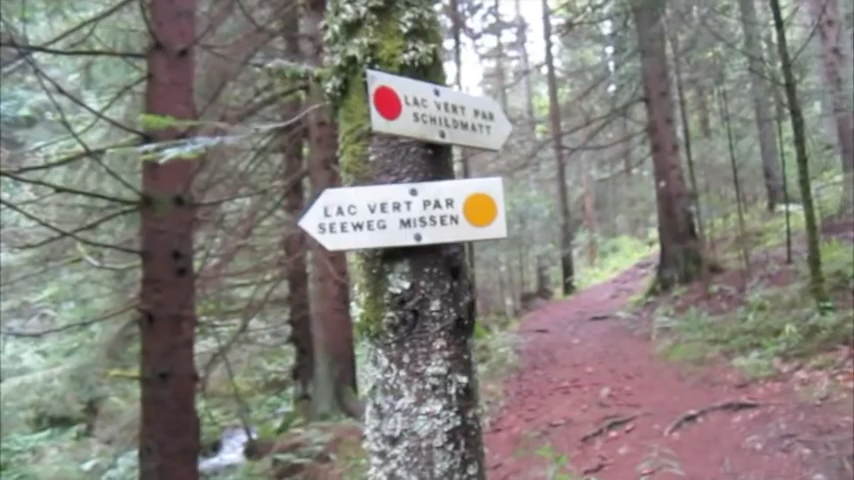 LAC VERT PAR
SCHILDMATT
LAC VERT PAR
SEEWEG MISSEN